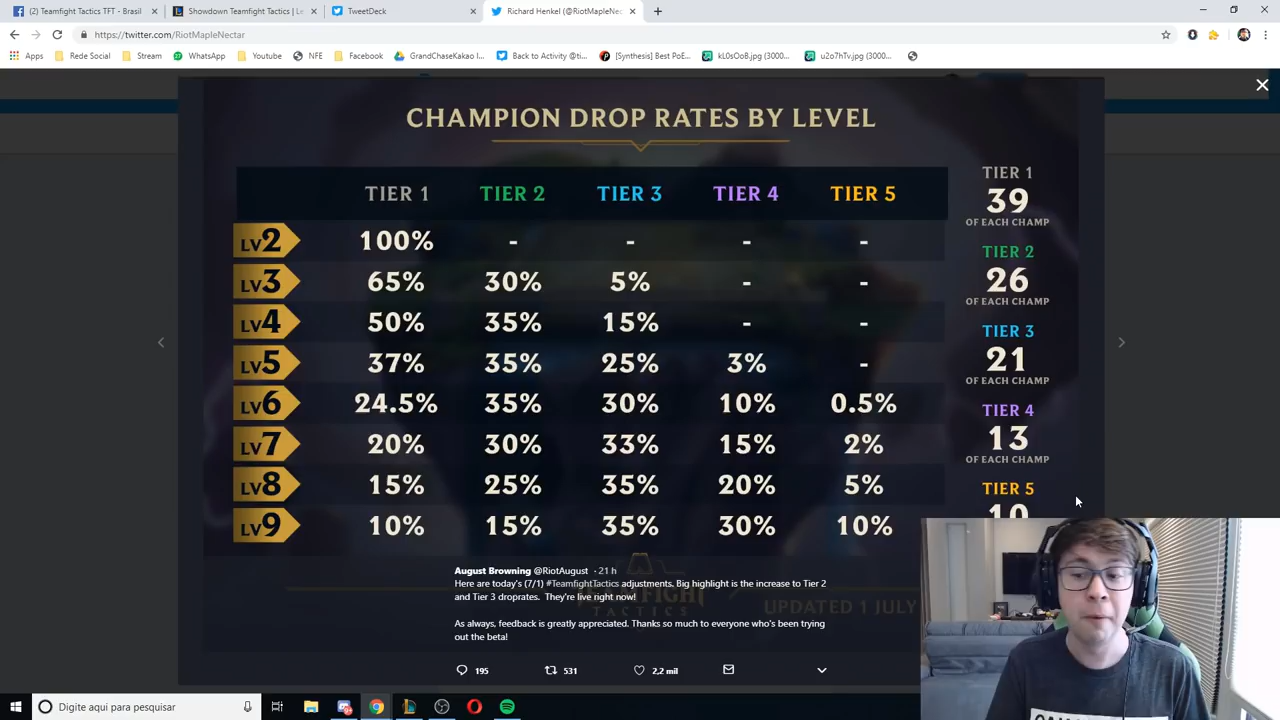 (2) Teamfight Tactics TFT - Brasil
Showdown Teamfight Tactics | Le
TweetDeck
Richard Henkel (@RiotMapleNec
https://twitter.com/RiotMapleNectar
Apps
Rede Social
Stream
WhatsApp
Youtube
NFE
Facebook
GrandChaseKakao I...
Back to Activity @ti...
[Synthesis] Best PoE...
kL0sOoB.jpg (3000...
u2o7hTv.jpg (3000...
CHAMPION DROP RATES BY LEVEL
TIER 1 TIER 2 TIER 3 TIER 4 TIER 5
LV2 100% - - - -
LV3 65% 30% 5% - -
LV4 50% 35% 15% - -
LV5 37% 35% 25% 3% -
LV6 24.5% 35% 30% 10% 0.5%
LV7 20% 30% 33% 15% 2%
LV8 15% 25% 35% 20% 5%
LV9 10% 15% 35% 30% 10%
TIER 1
39
OF EACH CHAMP
TIER 2
26
OF EACH CHAMP
TIER 3
21
OF EACH CHAMP
TIER 4
13
OF EACH CHAMP
TIER 5
10
August Browning @RiotAugust · 21 h
Here are today's (7/1) #TeamfightTactics adjustments. Big highlight is the increase to Tier 2
and Tier 3 droprates. They're live right now!
As always, feedback is greatly appreciated. Thanks so much to everyone who's been trying
out the beta!
TACTICS
UPDATED 1 JULY
195
531
2,2 mil
Digite aqui para pesquisar